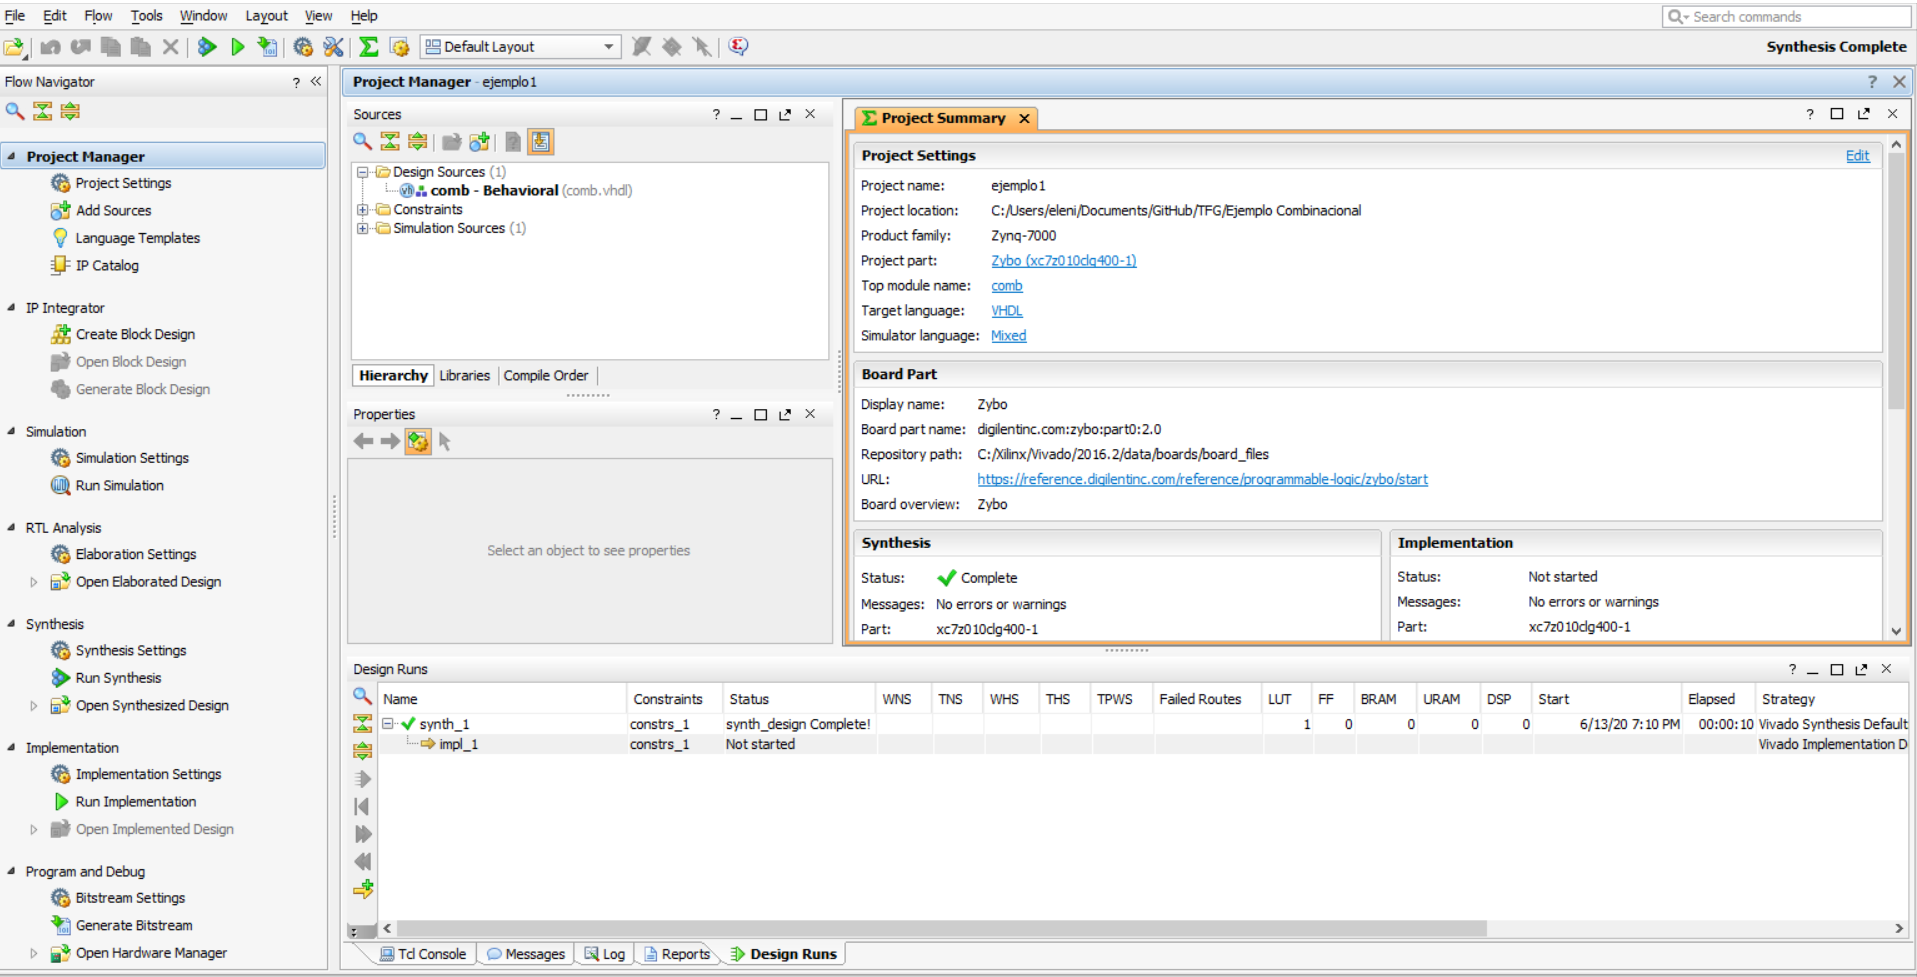 File Edit Flow Tools Window Layout View Help
Search commands
Default Layout
Synthesis Complete
Flow Navigator
Project Manager
Project Settings
Add Sources
Language Templates
IP Catalog
IP Integrator
Create Block Design
Open Block Design
Generate Block Design
Simulation
Simulation Settings
Run Simulation
RTL Analysis
Elaboration Settings
Open Elaborated Design
Synthesis
Synthesis Settings
Run Synthesis
Open Synthesized Design
Implementation
Implementation Settings
Run Implementation
Open Implemented Design
Program and Debug
Bitstream Settings
Generate Bitstream
Open Hardware Manager
Project Manager - ejemplo1
Sources
Design Sources (1)
comb - Behavioral (comb.vhdl)
Constraints
Simulation Sources (1)
Hierarchy Libraries Compile Order
Properties
Select an object to see properties
Project Summary
Project Settings Edit
Project name: ejemplo1
Project location: C:/Users/eleni/Documents/GitHub/TFG/Ejemplo Combinacional
Product family: Zynq-7000
Project part: Zybo (xc7z010clg400-1)
Top module name: comb
Target language: VHDL
Simulator language: Mixed
Board Part
Display name: Zybo
Board part name: digilentinc.com:zybo:part0:2.0
Repository path: C:/Xilinx/Vivado/2016.2/data/boards/board_files
URL: https://reference.digilentinc.com/reference/programmable-logic/zybo/start
Board overview: Zybo
Synthesis
Status: Complete
Messages: No errors or warnings
Part: xc7z010clg400-1
Implementation
Status: Not started
Messages: No errors or warnings
Part: xc7z010clg400-1
Design Runs
Name Constraints Status WNS TNS WHS THS TPWS Failed Routes LUT FF BRAM URAM DSP Start Elapsed Strategy
synth_1 constrs_1 synth_design Complete! 1 0 0 0 0 6/13/20 7:10 PM 00:00:10 Vivado Synthesis Default
impl_1 constrs_1 Not started Vivado Implementation D
Tcl Console Messages Log Reports Design Runs